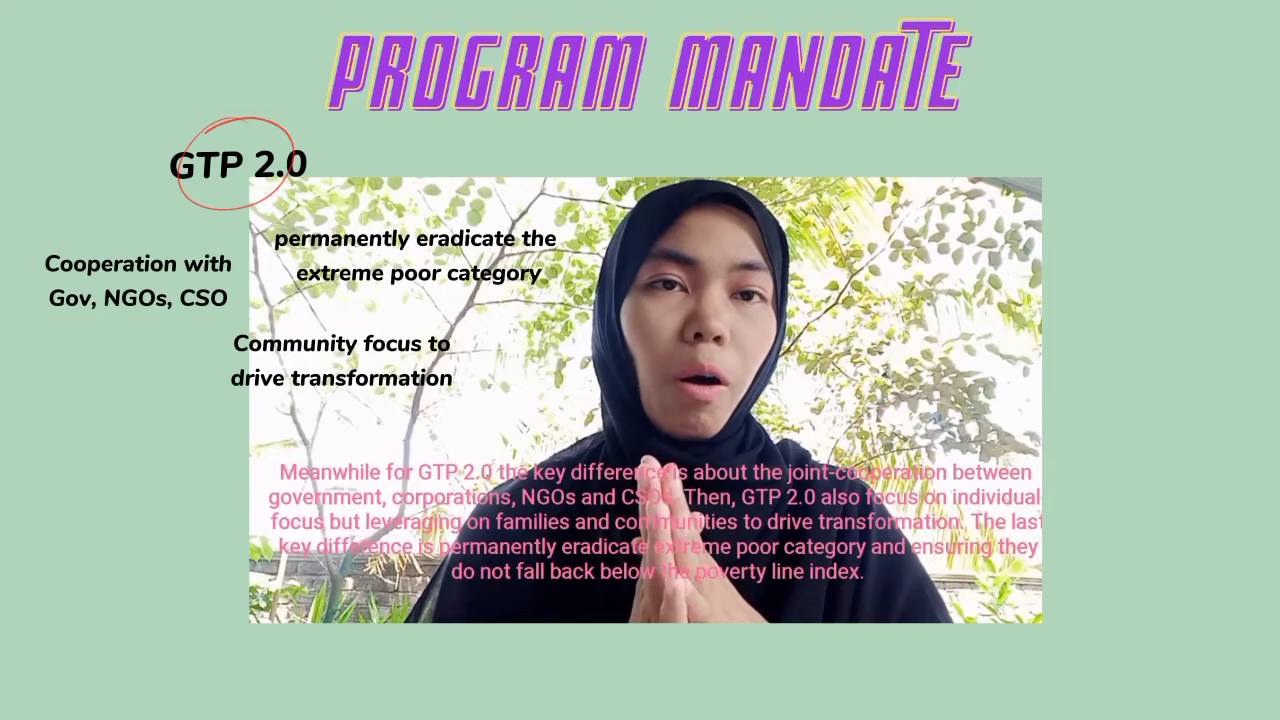 PROGRAM MANDATE
GTP 2.0
permanently eradicate the
extreme poor category
Cooperation with
Gov, NGOs, CSO
Community focus to
drive transformation
Meanwhile for GTP 2.0 the key difference is about the joint-cooperation between
government, corporations, NGOs and CSOs. Then, GTP 2.0 also focus on individual-
focus but leveraging on families and communities to drive transformation. The last
key difference is permanently eradicate extreme poor category and ensuring they
do not fall back below the poverty line index.